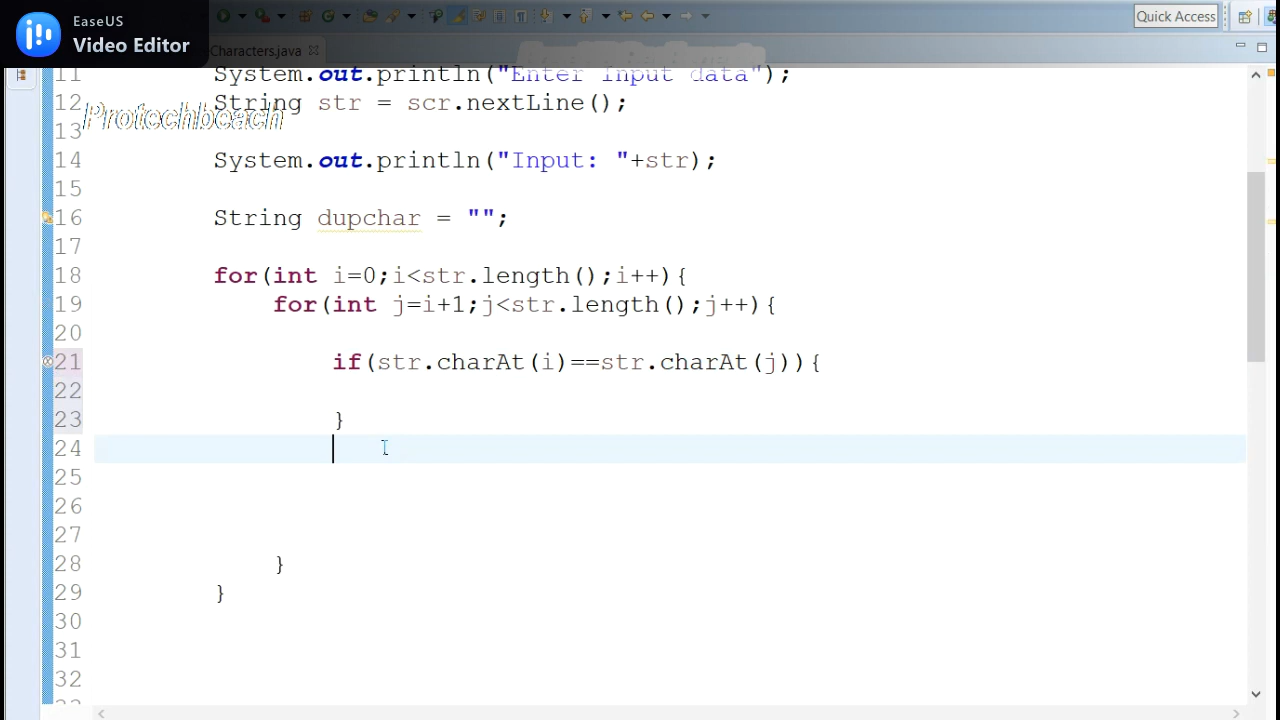 EaseUS
Video Editor
Quick Access
Characters.java
11 System.out.println("Enter Input data");
12 String str = scr.nextLine();
Protechbeach
13
14 System.out.println("Input: "+str);
15
16 String dupchar = "";
17
18 for(int i=0;i<str.length();i++){
19 for(int j=i+1;j<str.length();j++){
20
21 if(str.charAt(i)==str.charAt(j)){
22
23 }
24
25
26
27
28 }
29 }
30
31
32
33